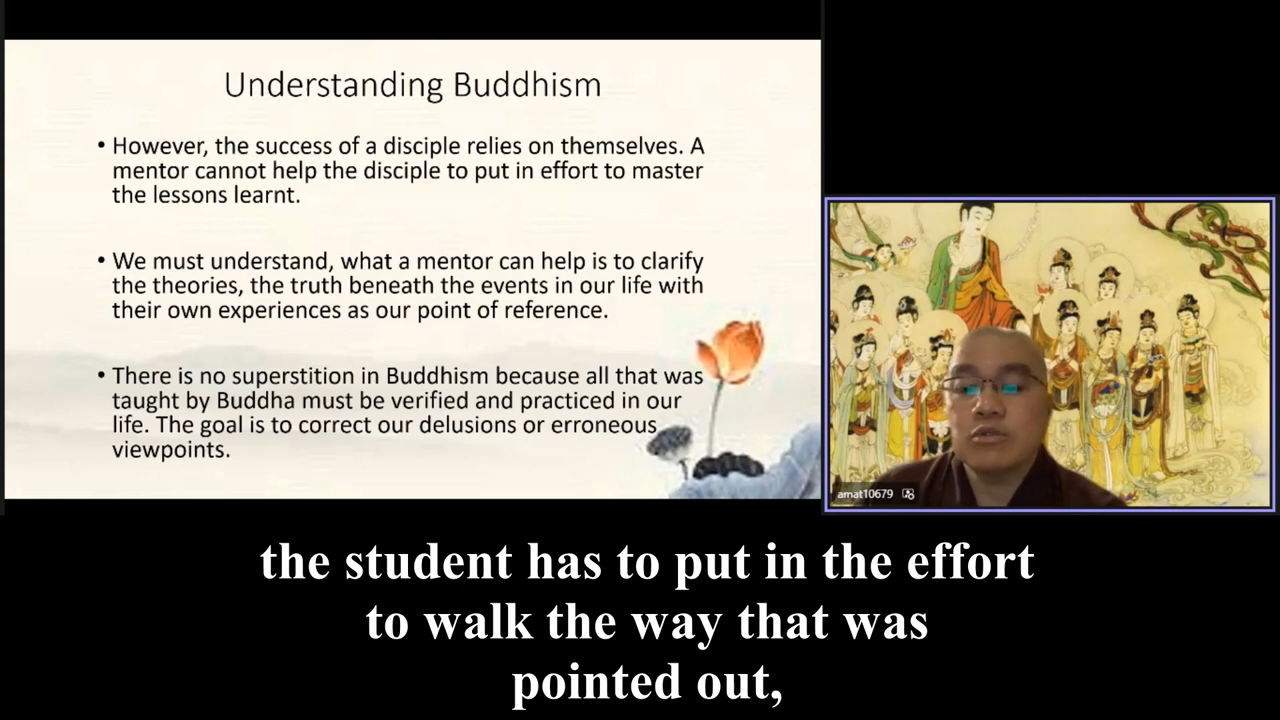 Understanding Buddhism
• However, the success of a disciple relies on themselves. A
mentor cannot help the disciple to put in effort to master
the lessons learnt.
• We must understand, what a mentor can help is to clarify
the theories, the truth beneath the events in our life with
their own experiences as our point of reference.
• There is no superstition in Buddhism because all that was
taught by Buddha must be verified and practiced in our
life. The goal is to correct our delusions or erroneous
viewpoints.
amat10679
the student has to put in the effort
to walk the way that was
pointed out,